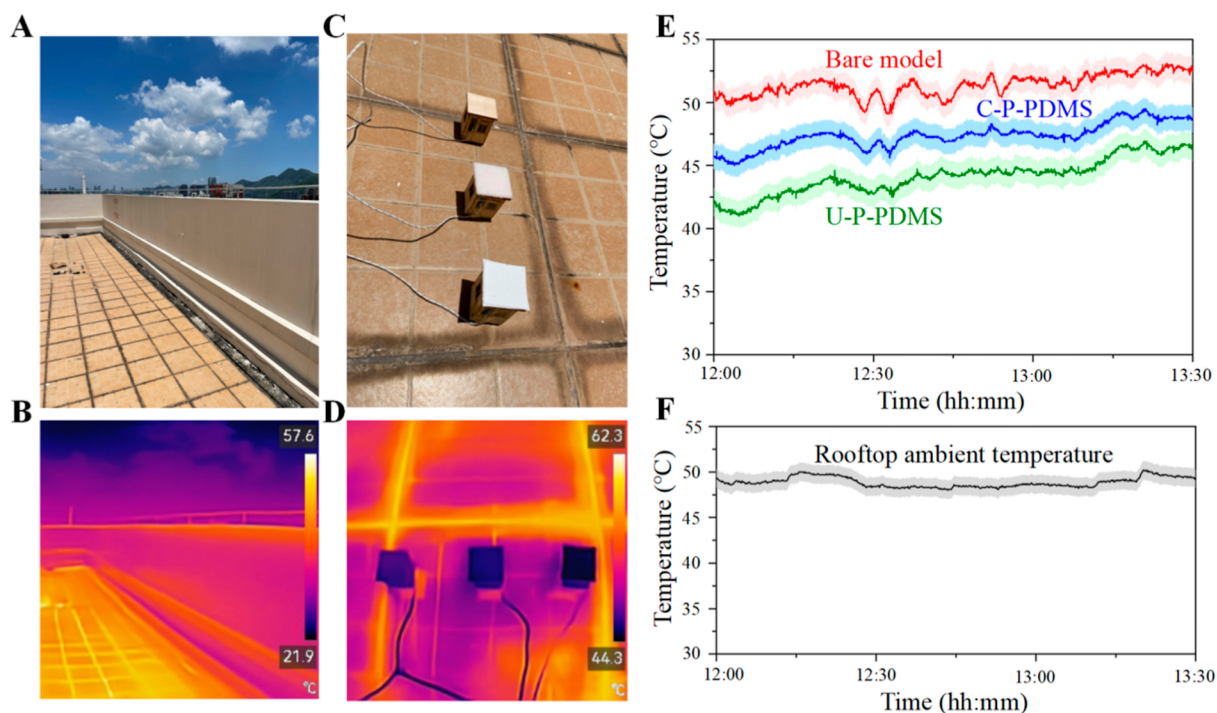 A
B
57.6
21.9
°C
C
D
62.3
44.3
°C
E
Temperature (°C)
55
50
45
40
35
30
Bare model
C-P-PDMS
U-P-PDMS
12:00
12:30
13:00
13:30
Time (hh:mm)
F
Temperature (°C)
55
50
45
40
35
30
Rooftop ambient temperature
12:00
12:30
13:00
13:30
Time (hh:mm)